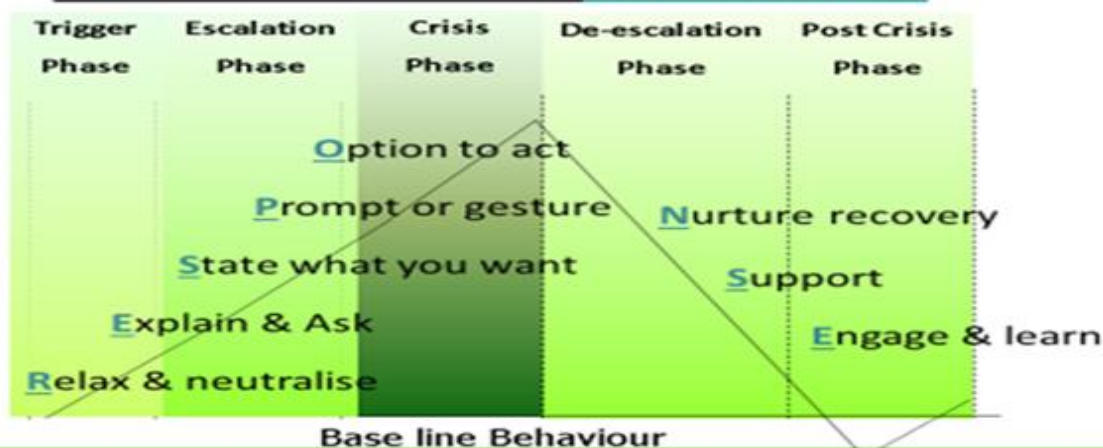 Trigger Phase
Escalation Phase
Crisis Phase
De-escalation Phase
Post Crisis Phase
Option to act
Prompt or gesture
Nurture recovery
State what you want
Support
Explain & Ask
Engage & learn
Relax & neutralise
Base line Behaviour